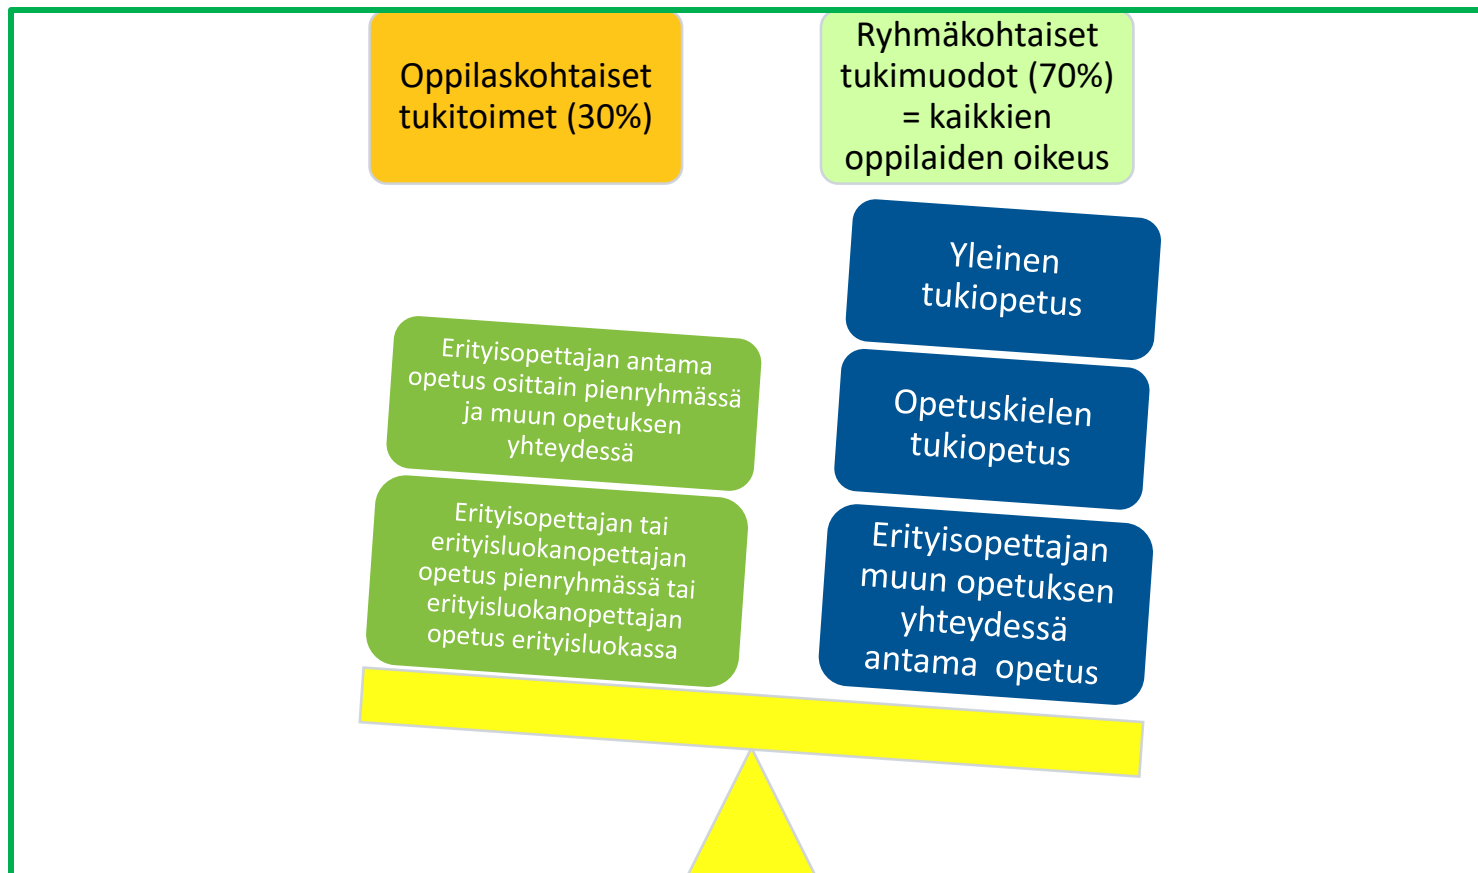 Oppilaskohtaiset
tukitoimet (30%)
Ryhmäkohtaiset
tukimuodot (70%)
= kaikkien
oppilaiden oikeus
Erityisopettajan antama
opetus osittain pienryhmässä
ja muun opetuksen
yhteydessä
Erityisopettajan tai
erityisluokanopettajan
opetus pienryhmässä tai
erityisluokanopettajan
opetus erityisluokassa
Yleinen
tukiopetus
Opetuskielen
tukiopetus
Erityisopettajan
muun opetuksen
yhteydessä
antama opetus